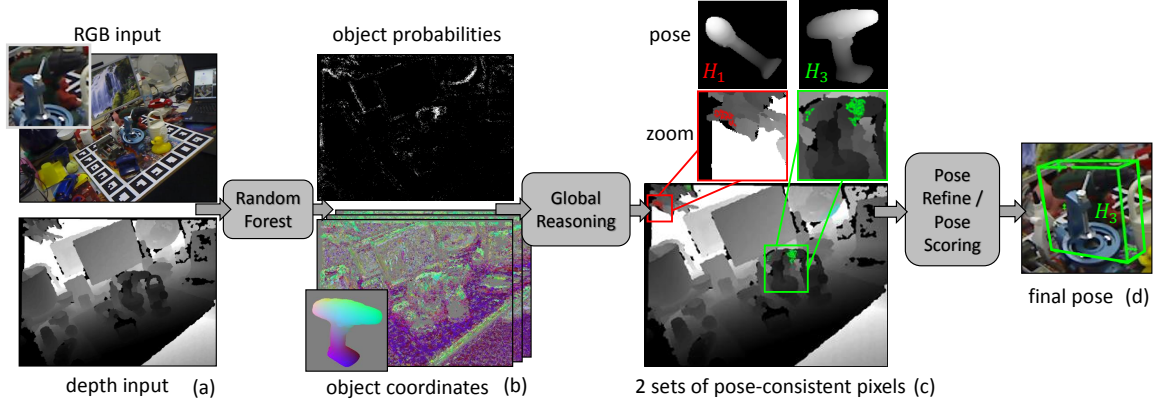 RGB input
object probabilities
pose
H1
H3
zoom
Random
Forest
Global
Reasoning
Pose
Refine /
Pose
Scoring
H3
depth input
(a)
object coordinates
(b)
2 sets of pose-consistent pixels (c)
final pose
(d)